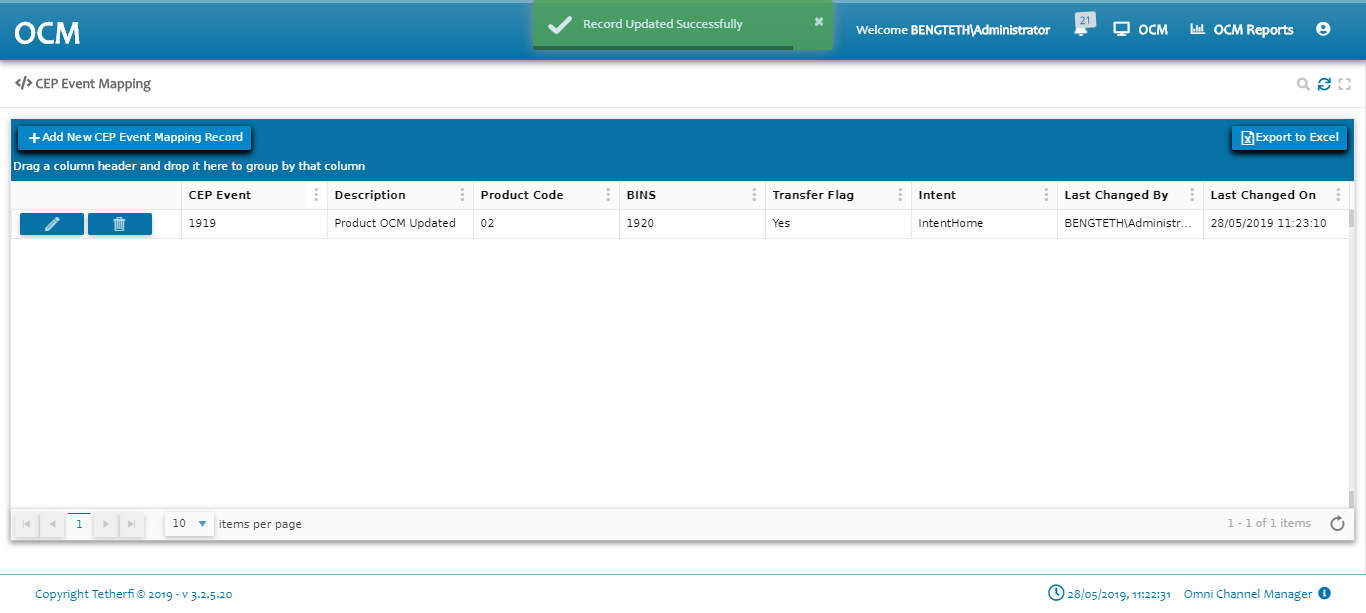 OCM
Record Updated Successfully
Welcome BENGTETH\Administrator
21
OCM
OCM Reports
CEP Event Mapping
Add New CEP Event Mapping Record
Export to Excel
Drag a column header and drop it here to group by that column
CEP Event Description Product Code BINS Transfer Flag Intent Last Changed By Last Changed On
1919 Product OCM Updated 02 1920 Yes IntentHome BENGTETH\Administr... 28/05/2019 11:23:10
1 10 items per page 1 - 1 of 1 items
Copyright Tetherfi © 2019 - v 3.2.5.20 28/05/2019, 11:22:31 Omni Channel Manager